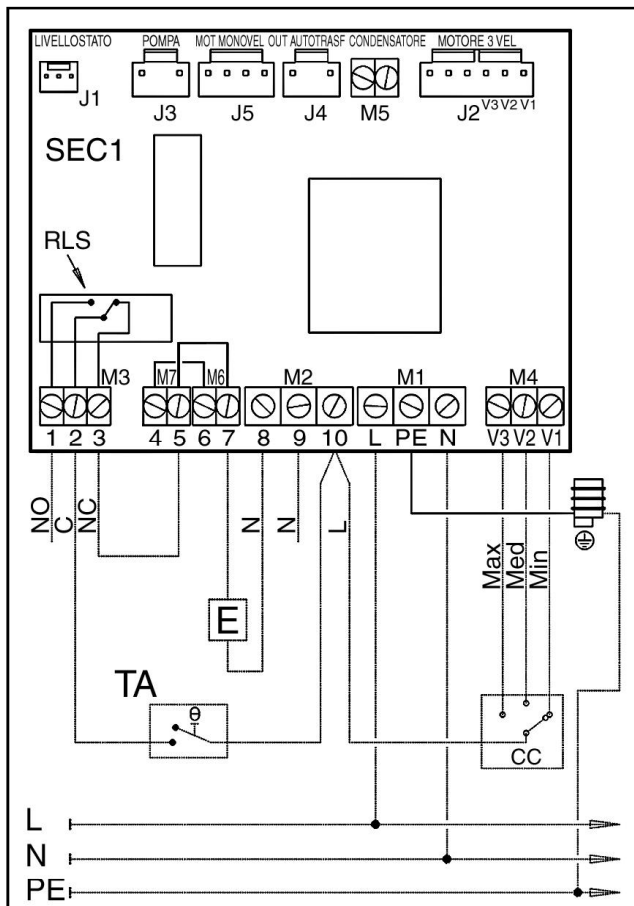 LIVELLOSTATO POMPA MOT MONOVEL OUT AUTOTRASF CONDENSATORE MOTORE 3 VEL
V3 V2 V1
J1 J3 J5 J4 M5 J2
SEC1
RLS
M3 M7 M6 M2 M1 M4
1 2 3 4 5 6 7 8 9 10 L PE N V3 V2 V1
NO C NC N N L Max Med Min
E
TA
θ
CC
L
N
PE